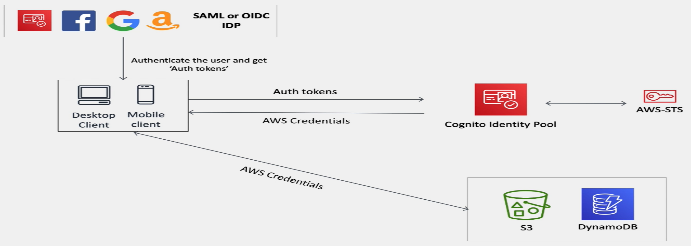 SAML or OIDC
IDP
Authenticate the user and get
'Auth tokens'
Desktop
Client
Mobile
client
Auth tokens
AWS Credentials
Cognito Identity Pool
AWS-STS
AWS Credentials
S3
DynamoDB